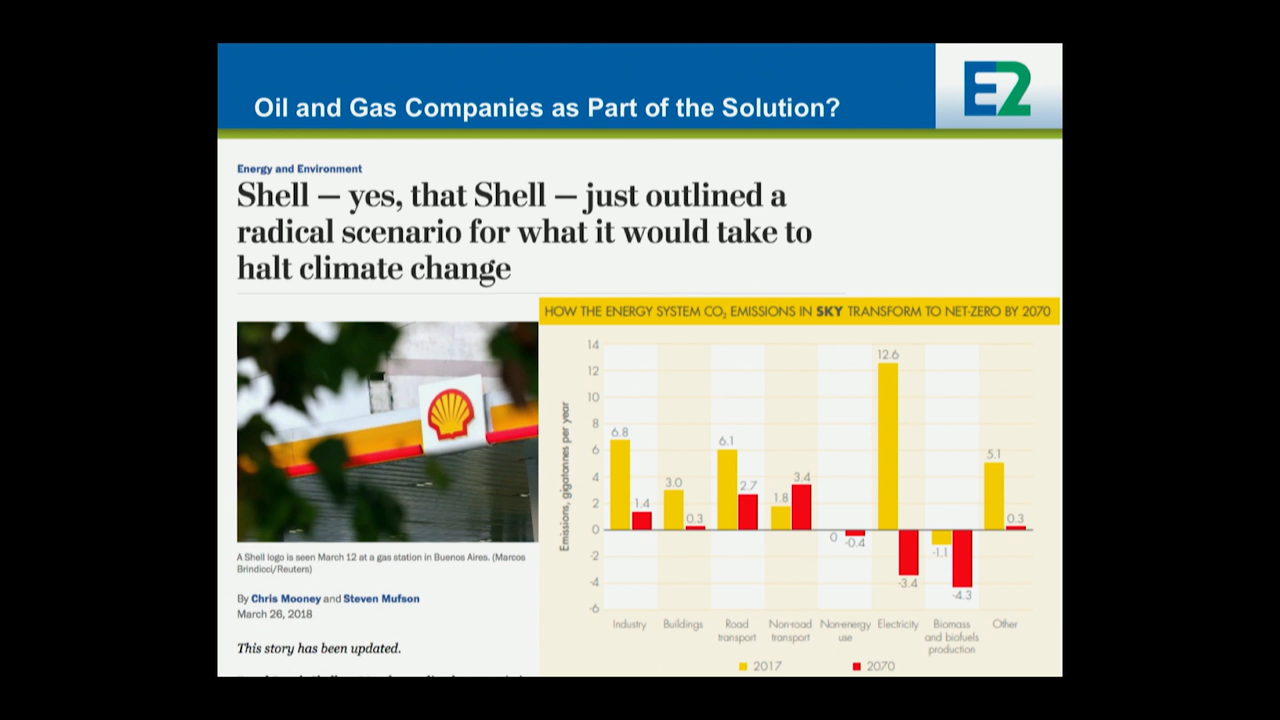 Oil and Gas Companies as Part of the Solution?
E2
Energy and Environment
Shell — yes, that Shell — just outlined a
radical scenario for what it would take to
halt climate change
HOW THE ENERGY SYSTEM CO₂ EMISSIONS IN SKY TRANSFORM TO NET-ZERO BY 2070
Emissions, gigatonnes per year
14
12
10
8
6
4
2
0
-2
-4
-6
6.8
1.4
3.0
0.3
6.1
2.7
1.8
3.4
0
-0.4
12.6
-3.4
-1.1
-4.3
5.1
0.3
Industry
Buildings
Road
transport
Non-road
transport
Non-energy
use
Electricity
Biomass
and biofuels
production
Other
2017
2070
A Shell logo is seen March 12 at a gas station in Buenos Aires. (Marcos
Brindicci/Reuters)
By Chris Mooney and Steven Mufson
March 26, 2018
This story has been updated.